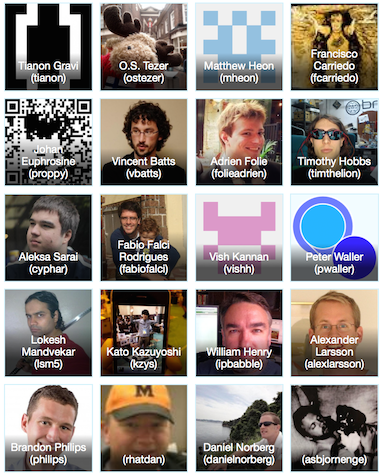 Tianon Gravi
(tianon)
O.S. Tezer
(ostezer)
Matthew Heon
(mheon)
Francisco
Carriedo
(fcarriedo)
Johan
Euphrosine
(proppy)
Vincent Batts
(vbatts)
Adrien Folie
(folieadrien)
Timothy Hobbs
(timthelion)
Aleksa Sarai
(cyphar)
Fabio Falci
Rodrigues
(fabiofalci)
Vish Kannan
(vishh)
Peter Waller
(pwaller)
Lokesh
Mandvekar
(lsm5)
Kato Kazuyoshi
(kzys)
William Henry
(ipbabble)
Alexander
Larsson
(alexlarsson)
Brandon Philips
(philips)
(rhatdan)
Daniel Norberg
(danielnorberg)
(asbjornenge)